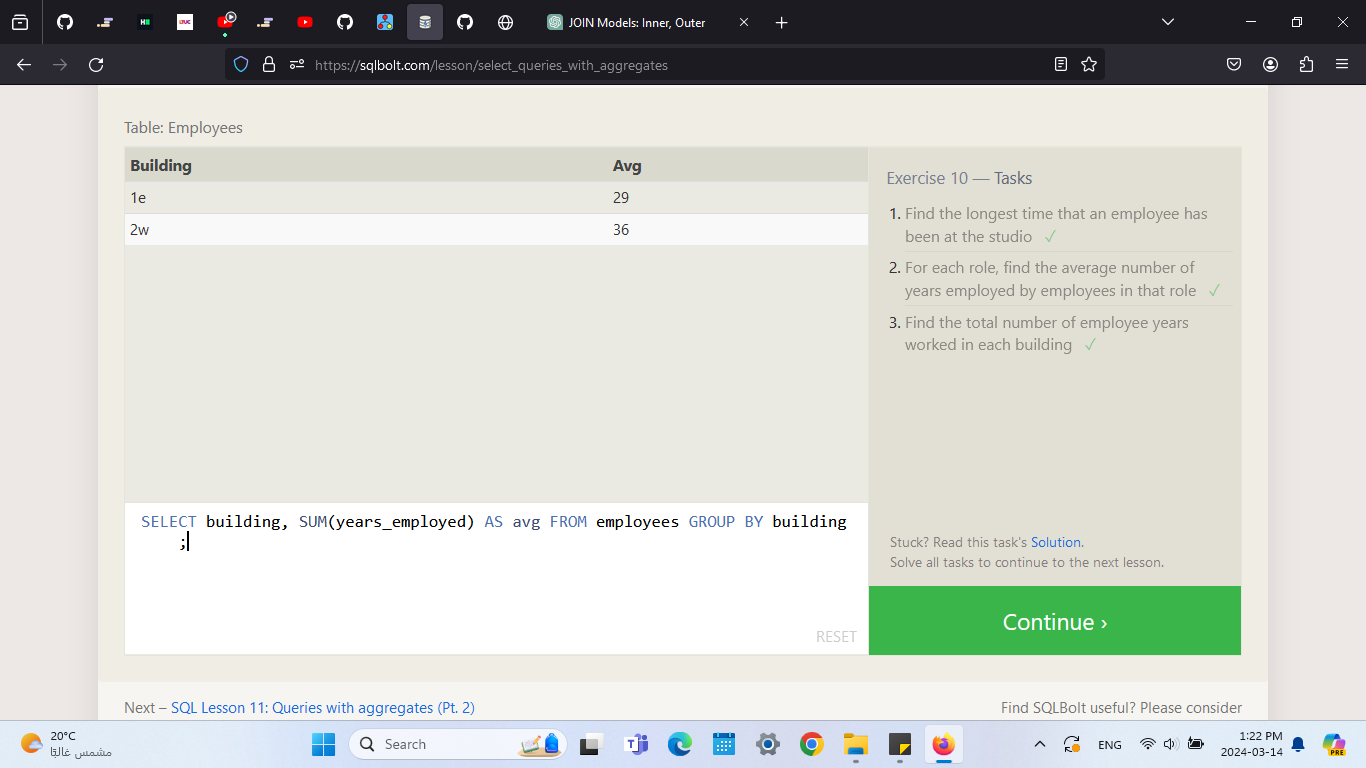 JOIN Models: Inner, Outer
https://sqlbolt.com/lesson/select_queries_with_aggregates
Table: Employees
Building Avg
1e 29
2w 36
SELECT building, SUM(years_employed) AS avg FROM employees GROUP BY building
;
RESET
Exercise 10 — Tasks
1. Find the longest time that an employee has
been at the studio ✓
2. For each role, find the average number of
years employed by employees in that role ✓
3. Find the total number of employee years
worked in each building ✓
Stuck? Read this task's Solution.
Solve all tasks to continue to the next lesson.
Continue ›
Next – SQL Lesson 11: Queries with aggregates (Pt. 2)
Find SQLBolt useful? Please consider
20°C
مشمس غالبًا
Search
ENG
1:22 PM
2024-03-14
PRE